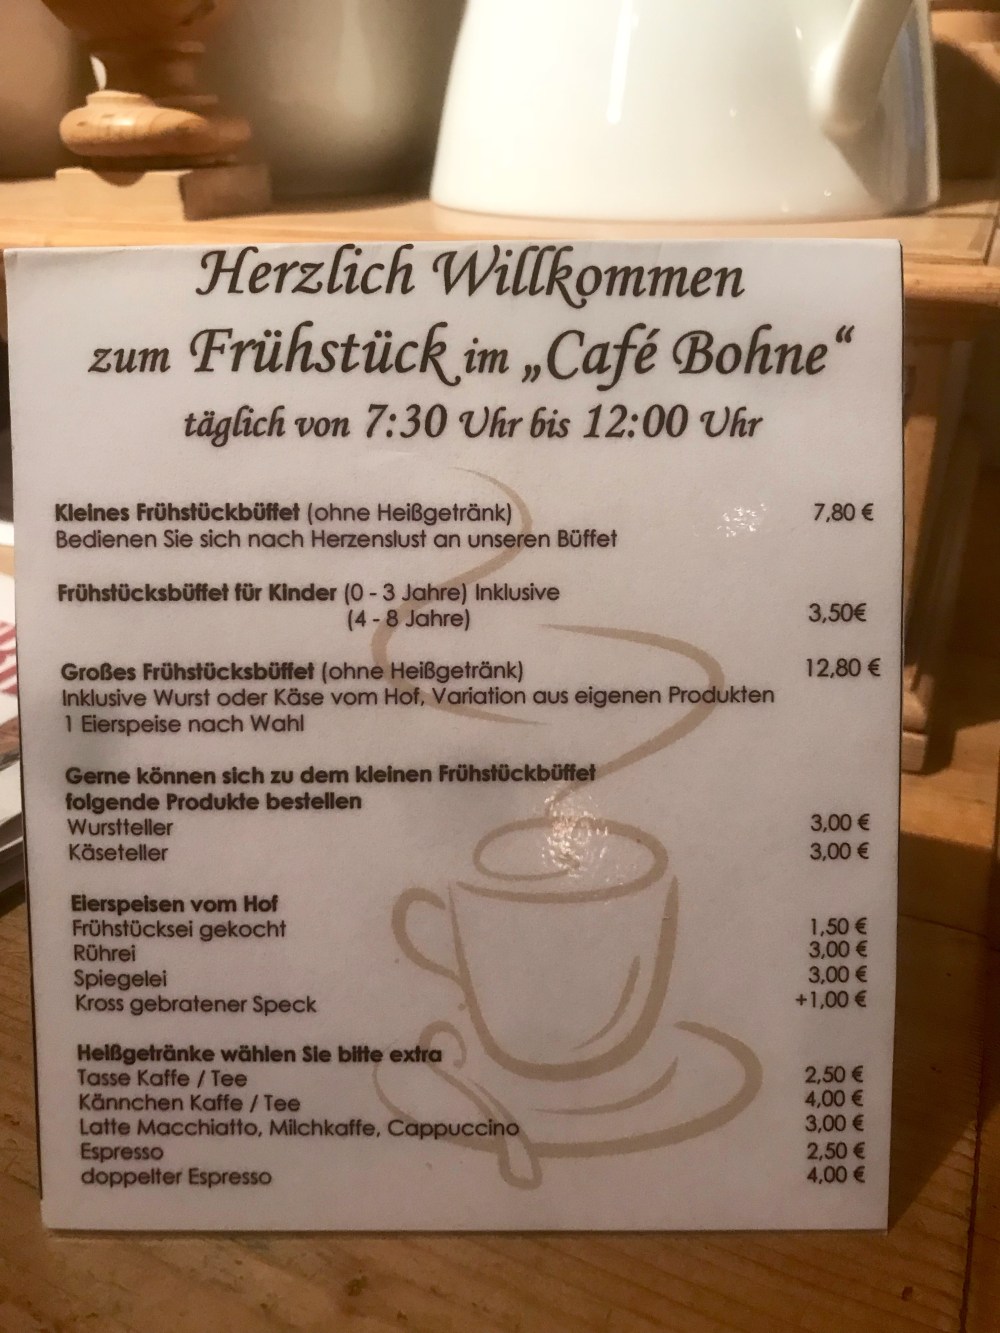 Herzlich Willkommen
zum Frühstück im „Café Bohne“
täglich von 7:30 Uhr bis 12:00 Uhr
Kleines Frühstückbüffet (ohne Heißgetränk) 7,80 €
Bedienen Sie sich nach Herzenslust an unseren Büffet
Frühstücksbüffet für Kinder (0 - 3 Jahre) Inklusive
(4 - 8 Jahre) 3,50€
Großes Frühstücksbüffet (ohne Heißgetränk) 12,80 €
Inklusive Wurst oder Käse vom Hof, Variation aus eigenen Produkten
1 Eierspeise nach Wahl
Gerne können sich zu dem kleinen Frühstückbüffet
folgende Produkte bestellen
Wurstteller 3,00 €
Käseteller 3,00 €
Eierspeisen vom Hof
Frühstücksei gekocht 1,50 €
Rührei 3,00 €
Spiegelei 3,00 €
Kross gebratener Speck +1,00 €
Heißgetränke wählen Sie bitte extra
Tasse Kaffe / Tee 2,50 €
Kännchen Kaffe / Tee 4,00 €
Latte Macchiatto, Milchkaffe, Cappuccino 3,00 €
Espresso 2,50 €
doppelter Espresso 4,00 €